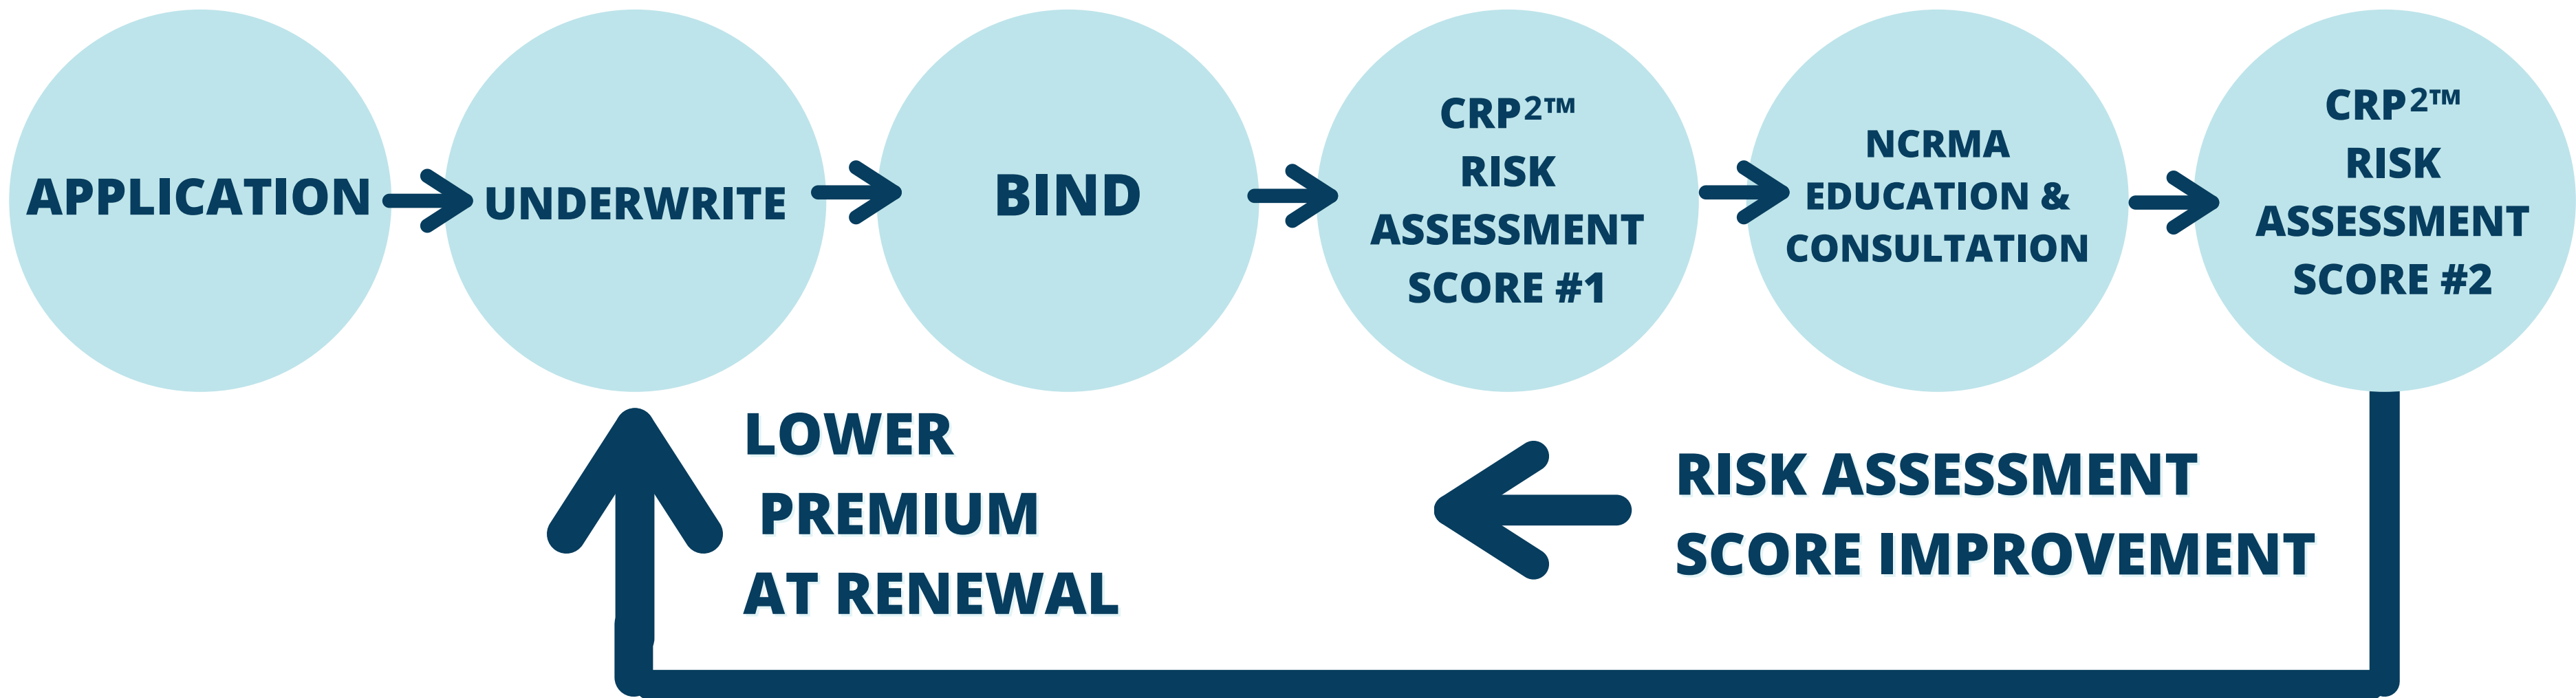 APPLICATION
UNDERWRITE
BIND
CRP²™
RISK
ASSESSMENT
SCORE #1
NCRMA
EDUCATION &
CONSULTATION
CRP²™
RISK
ASSESSMENT
SCORE #2
LOWER
PREMIUM
AT RENEWAL
RISK ASSESSMENT
SCORE IMPROVEMENT